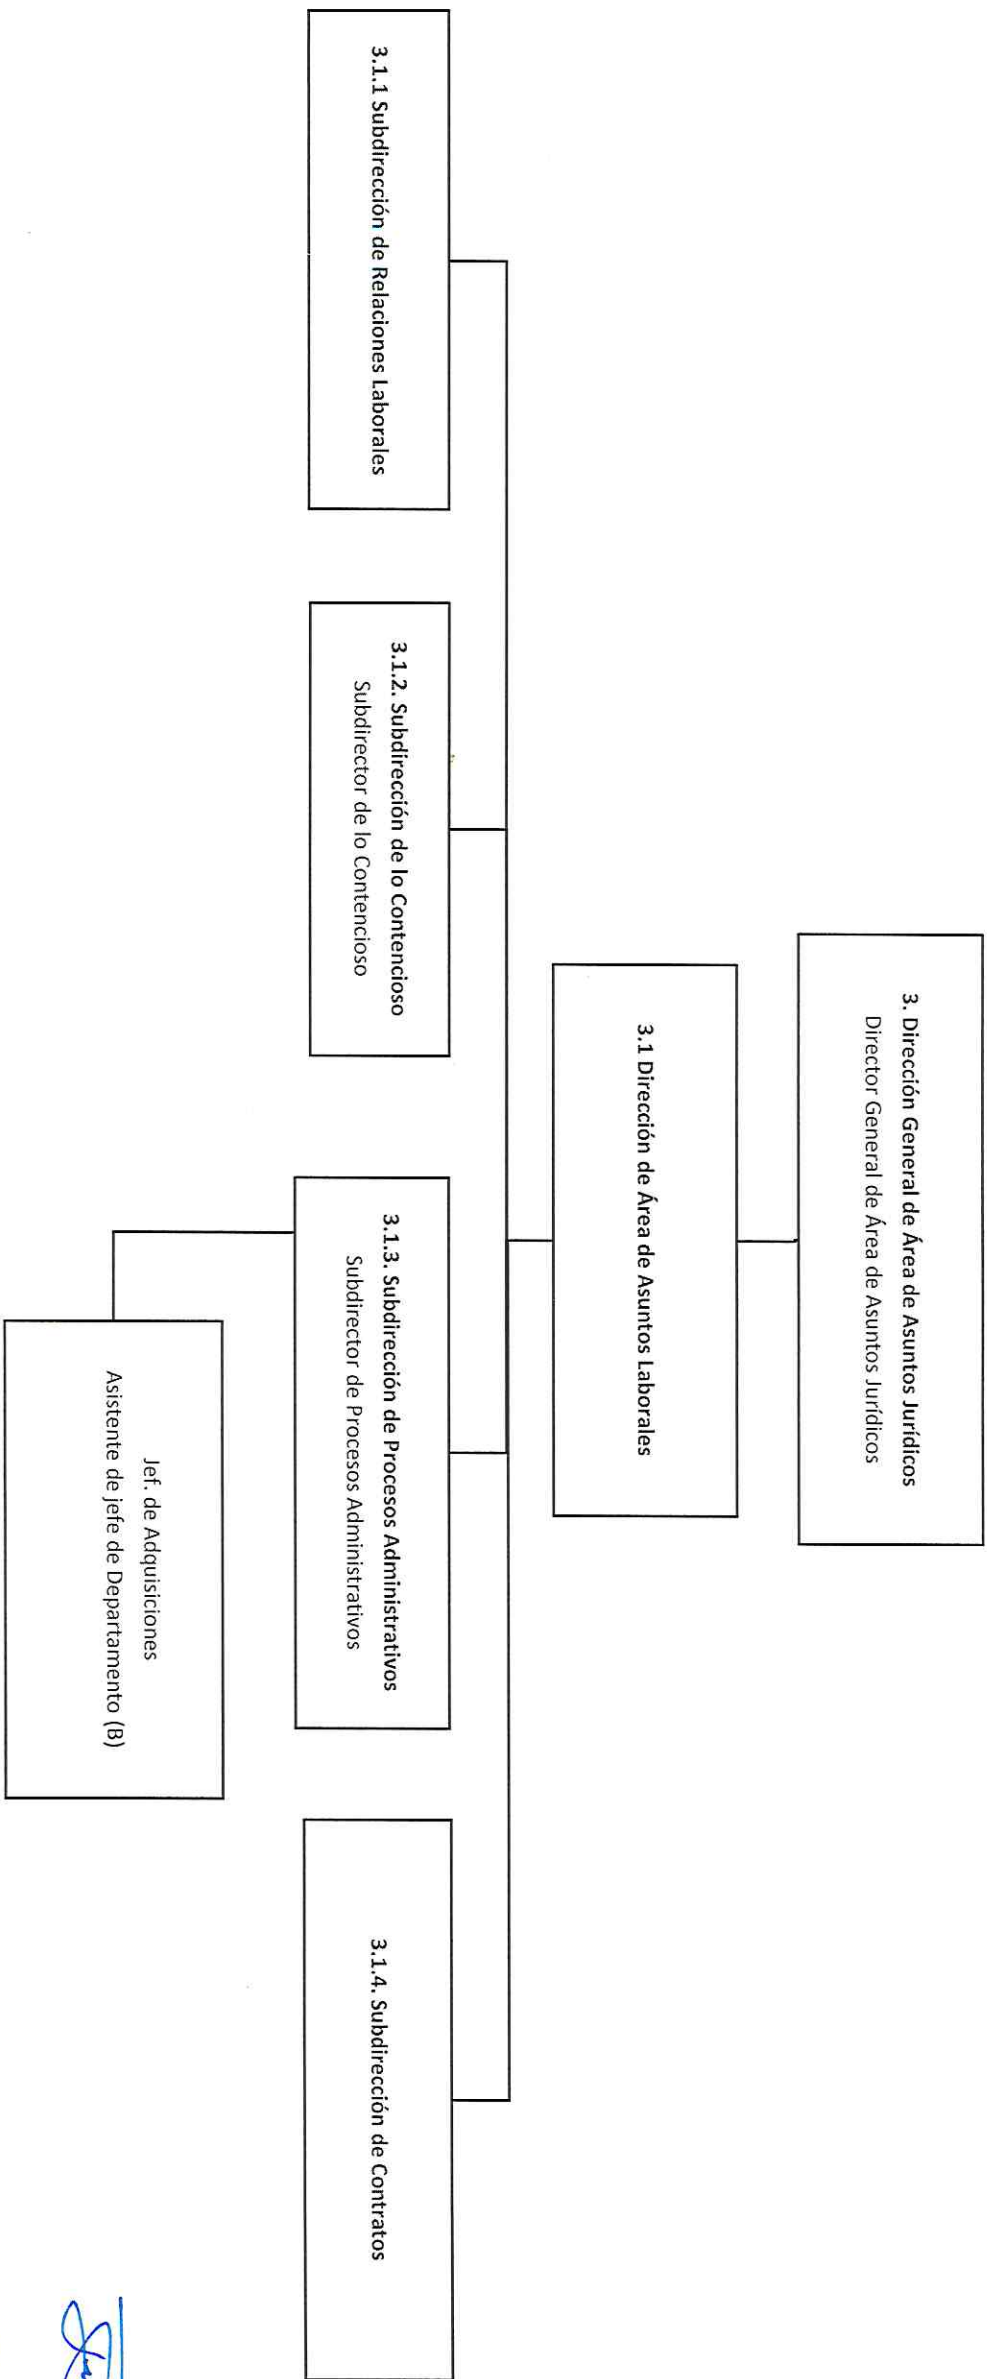 3. Dirección General de Área de Asuntos Jurídicos
Director General de Área de Asuntos Jurídicos
3.1 Dirección de Área de Asuntos Laborales
3.1.1 Subdirección de Relaciones Laborales
3.1.2. Subdirección de lo Contencioso
Subdirector de lo Contencioso
3.1.3. Subdirección de Procesos Administrativos
Subdirector de Procesos Administrativos
3.1.4. Subdirección de Contratos
Jef. de Adquisiciones
Asistente de jefe de Departamento (B)